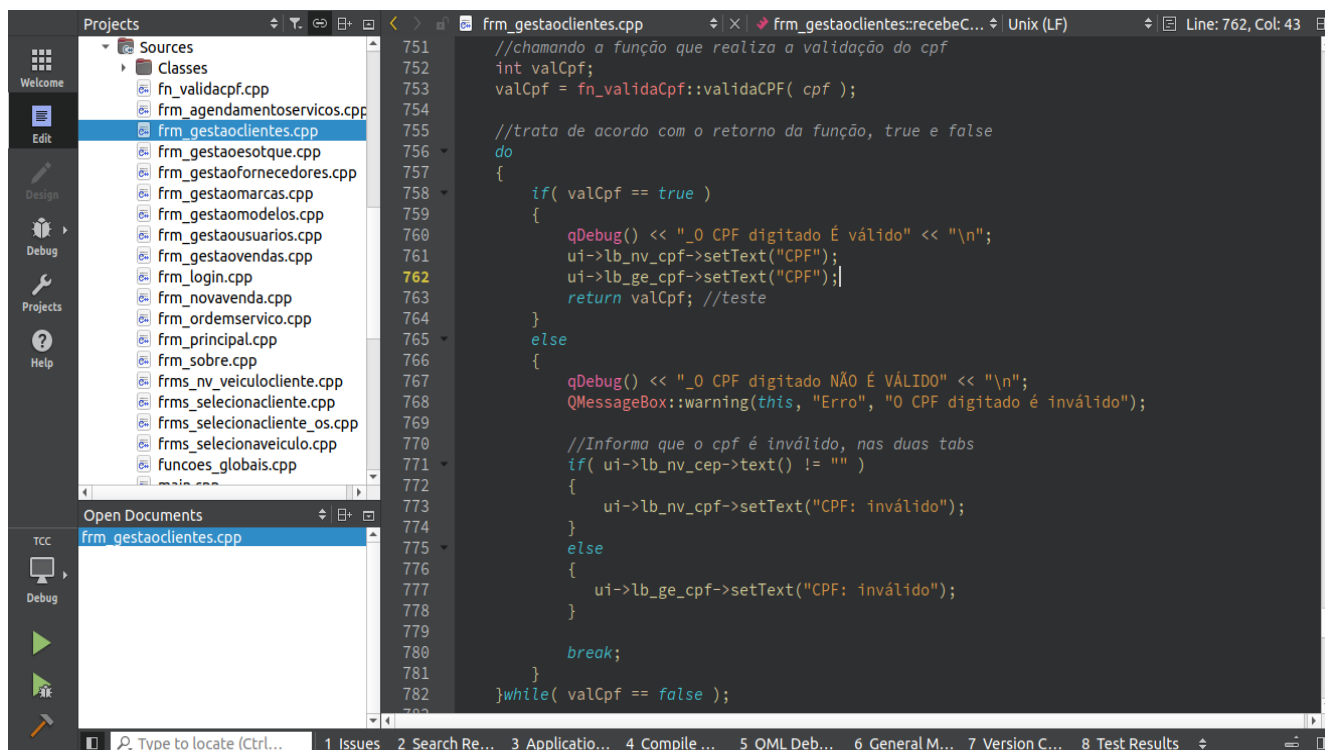 Projects
frm_gestaoclientes.cpp
frm_gestaoclientes::recebeC...
Unix (LF)
Line: 762, Col: 43
Welcome
Edit
Design
Debug
Projects
Help
TCC
Debug
Sources
Classes
fn_validacpf.cpp
frm_agendamentoservicos.cpp
frm_gestaoclientes.cpp
frm_gestaoesotque.cpp
frm_gestaofornecedores.cpp
frm_gestaomarcas.cpp
frm_gestaomodelos.cpp
frm_gestaousuarios.cpp
frm_gestaovendas.cpp
frm_login.cpp
frm_novavenda.cpp
frm_ordemservico.cpp
frm_principal.cpp
frm_sobre.cpp
frms_nv_veiculocliente.cpp
frms_selecionacliente.cpp
frms_selecionacliente_os.cpp
frms_selecionaveiculo.cpp
funcoes_globais.cpp
main.cpp
Open Documents
frm_gestaoclientes.cpp
751 //chamando a função que realiza a validação do cpf
752 int valCpf;
753 valCpf = fn_validaCpf::validaCPF( cpf );
754
755 //trata de acordo com o retorno da função, true e false
756 do
757 {
758 if( valCpf == true )
759 {
760 qDebug() << "_O CPF digitado É válido" << "\n";
761 ui->lb_nv_cpf->setText("CPF");
762 ui->lb_ge_cpf->setText("CPF");
763 return valCpf; //teste
764 }
765 else
766 {
767 qDebug() << "_O CPF digitado NÃO É VÁLIDO" << "\n";
768 QMessageBox::warning(this, "Erro", "O CPF digitado é inválido");
769
770 //Informa que o cpf é inválido, nas duas tabs
771 if( ui->lb_nv_cep->text() != "" )
772 {
773 ui->lb_nv_cpf->setText("CPF: inválido");
774 }
775 else
776 {
777 ui->lb_ge_cpf->setText("CPF: inválido");
778 }
779
780 break;
781 }
782 }while( valCpf == false );
783
Type to locate (Ctrl...
1 Issues
2 Search Re...
3 Applicatio...
4 Compile ...
5 QML Deb...
6 General M...
7 Version C...
8 Test Results